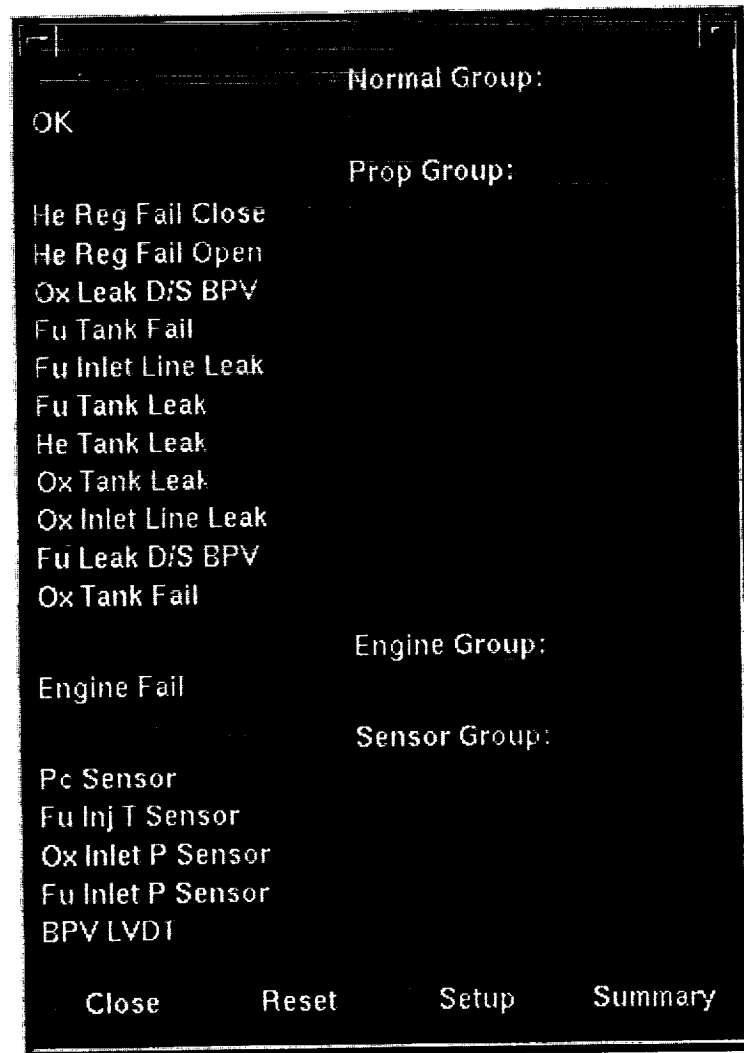 Normal Group:
OK
Prop Group:
He Reg Fail Close
He Reg Fail Open
Ox Leak D/S BPV
Fu Tank Fail
Fu Inlet Line Leak
Fu Tank Leak
He Tank Leak
Ox Tank Leak
Ox Inlet Line Leak
Fu Leak D/S BPV
Ox Tank Fail
Engine Group:
Engine Fail
Sensor Group:
Pc Sensor
Fu Inj T Sensor
Ox Inlet P Sensor
Fu Inlet P Sensor
BPV LVDT
Close Reset Setup Summary